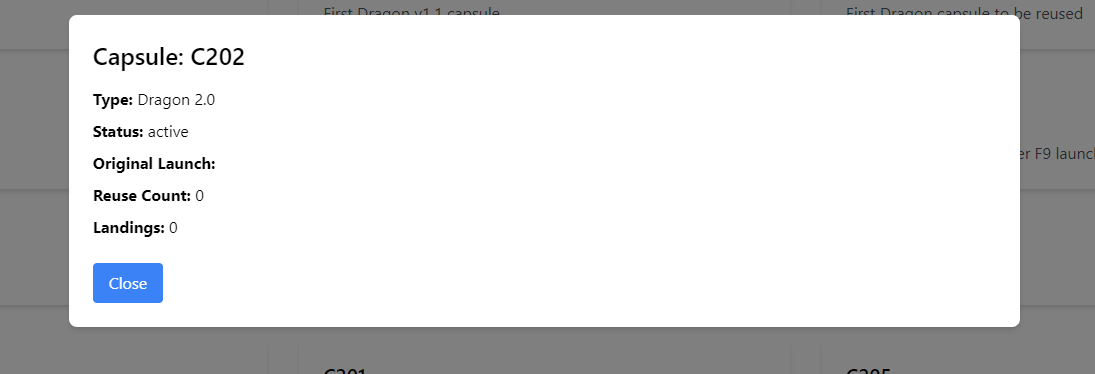 First Dragon v1.1 capsule
First Dragon capsule to be reused
Capsule: C202
Type: Dragon 2.0
Status: active
Original Launch:
er F9 launc
Reuse Count: 0
Landings: 0
Close
C201
C205